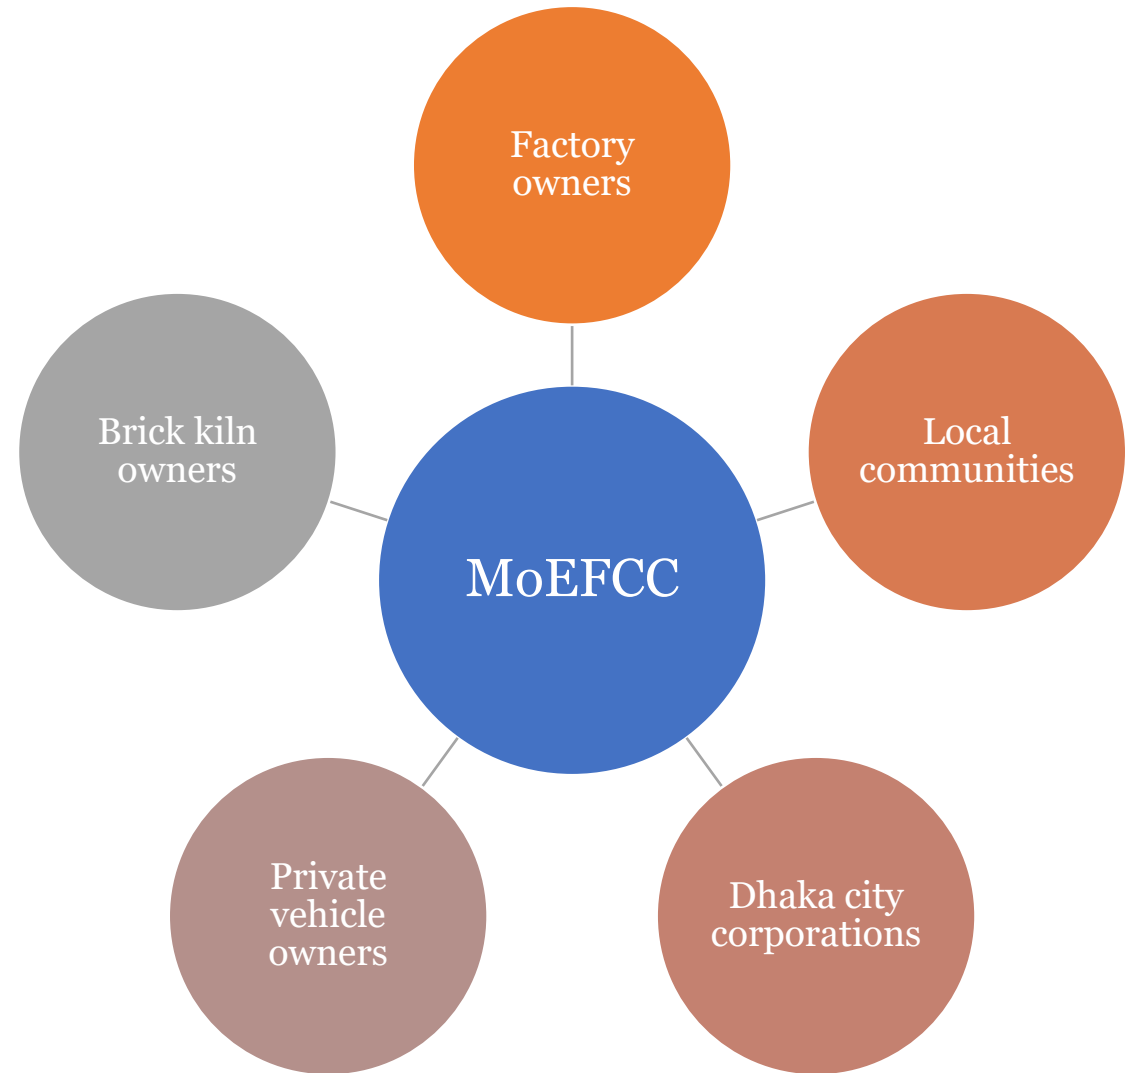 Factory
owners
Brick kiln
owners
Local
communities
MoEFCC
Private
vehicle
owners
Dhaka city
corporations